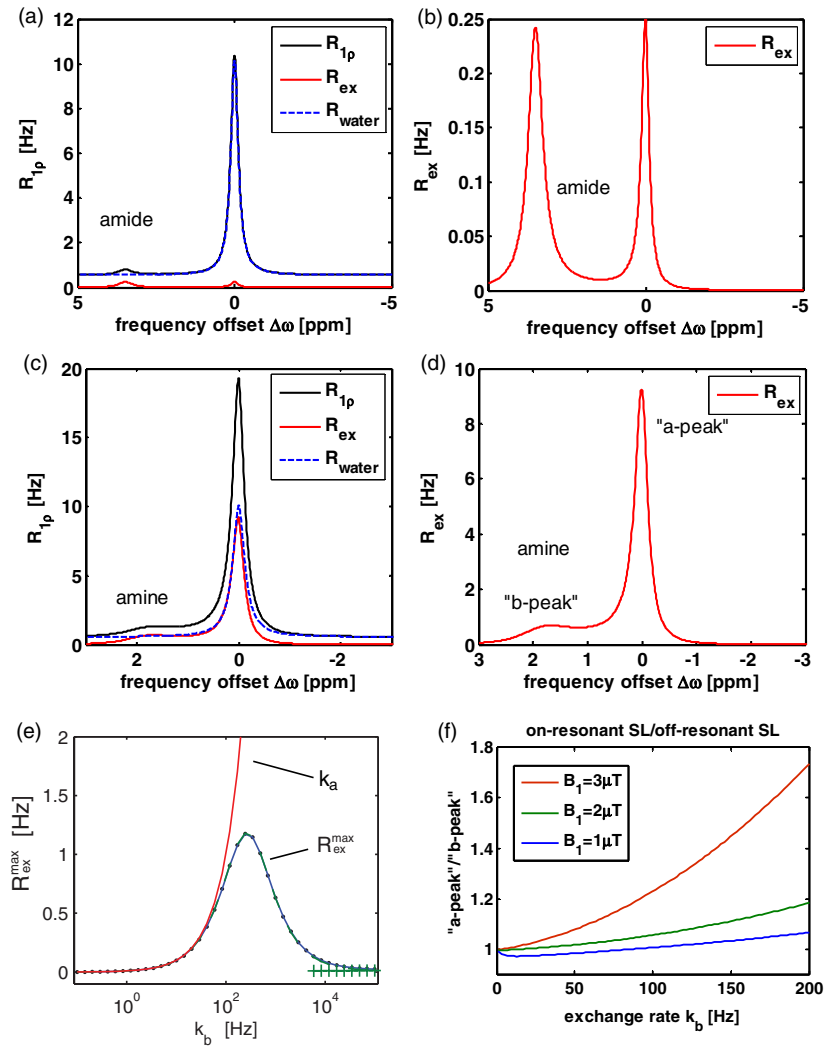 (a)
12
10
8
6
4
2
0
R1ρ [Hz]
R1ρ
Rex
Rwater
amide
5
0
-5
frequency offset Δω [ppm]
(b)
0.25
0.2
0.15
0.1
0.05
0
Rex [Hz]
Rex
amide
5
0
-5
frequency offset Δω [ppm]
(c)
20
15
10
5
0
R1ρ [Hz]
R1ρ
Rex
Rwater
amine
2
0
-2
frequency offset Δω [ppm]
(d)
10
8
6
4
2
0
Rex [Hz]
Rex
"a-peak"
amine
"b-peak"
3
2
1
0
-1
-2
-3
frequency offset Δω [ppm]
(e)
2
1.5
1
0.5
0
Rex^max [Hz]
ka
Rex^max
10^0
10^2
10^4
kb [Hz]
(f)
on-resonant SL/off-resonant SL
1.8
1.6
1.4
1.2
1
"a-peak"/"b-peak"
B1=3μT
B1=2μT
B1=1μT
0
50
100
150
200
exchange rate kb [Hz]